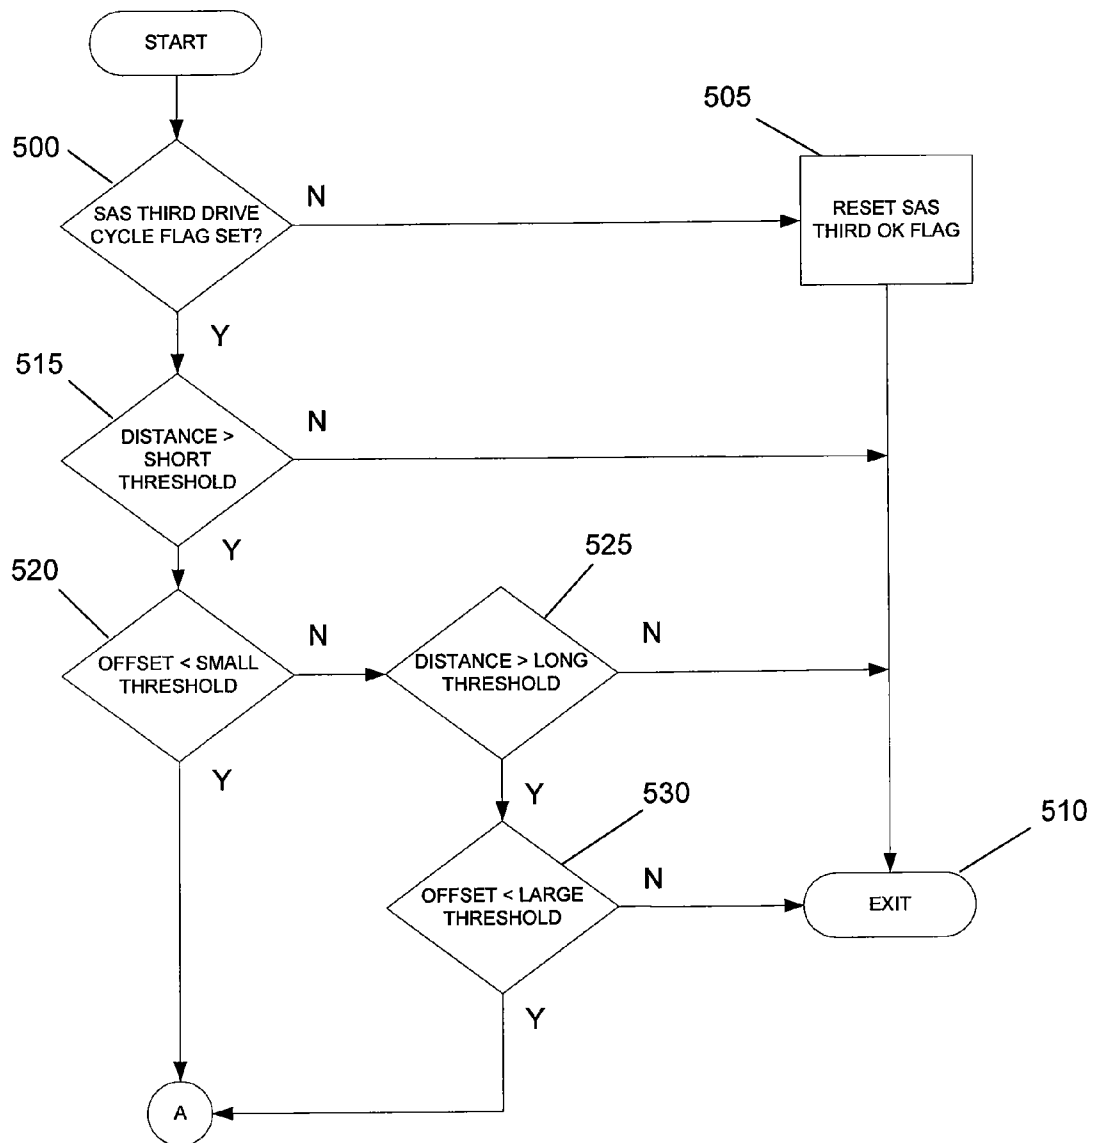 START
500
SAS THIRD DRIVE
CYCLE FLAG SET?
N
505
RESET SAS
THIRD OK FLAG
Y
515
DISTANCE >
SHORT
THRESHOLD
N
Y
520
OFFSET < SMALL
THRESHOLD
N
525
DISTANCE > LONG
THRESHOLD
N
Y
Y
530
OFFSET < LARGE
THRESHOLD
N
510
EXIT
Y
A